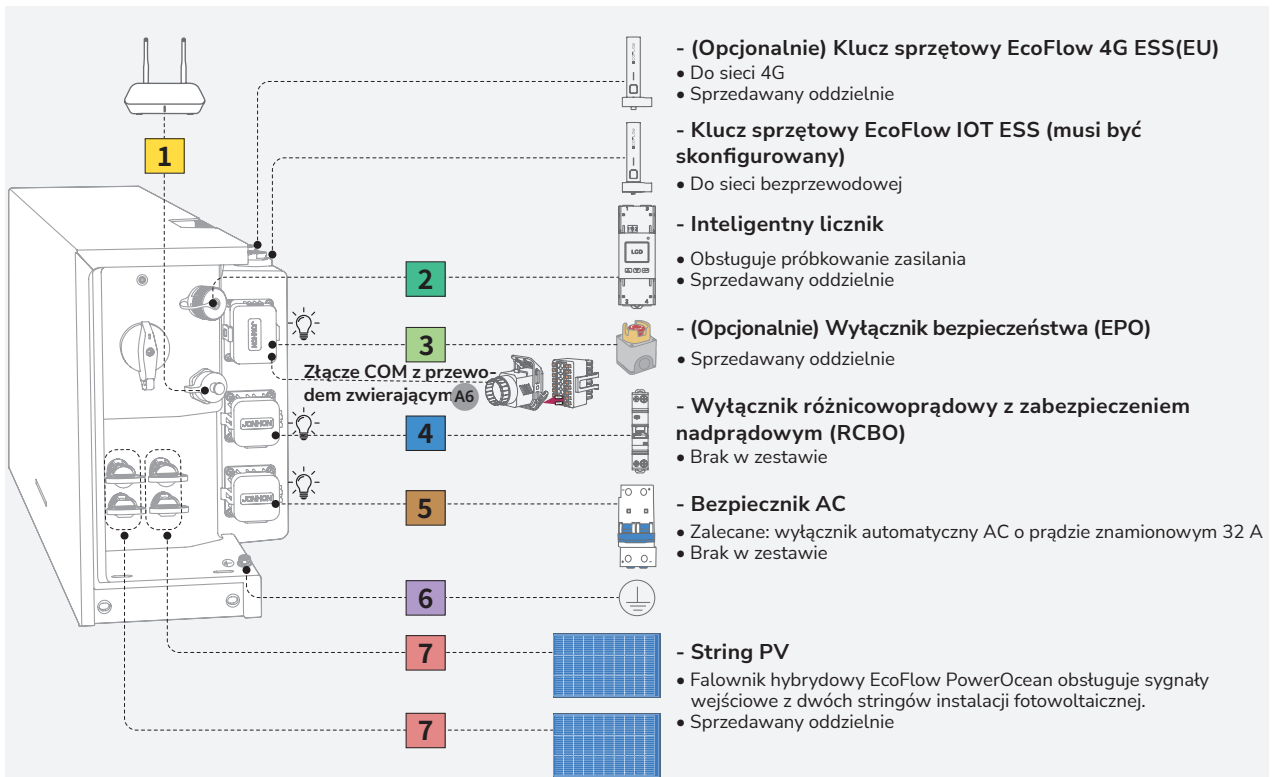 - (Opcjonalnie) Klucz sprzętowy EcoFlow 4G ESS(EU)
• Do sieci 4G
• Sprzedawany oddzielnie
- Klucz sprzętowy EcoFlow IOT ESS (musi być
skonfigurowany)
• Do sieci bezprzewodowej
1
- Inteligentny licznik
• Obsługuje próbkowanie zasilania
• Sprzedawany oddzielnie
LCD
2
JONHON
3
- (Opcjonalnie) Wyłącznik bezpieczeństwa (EPO)
• Sprzedawany oddzielnie
Złącze COM z przewo-
dem zwierającym A6
JONHON
4
- Wyłącznik różnicowoprądowy z zabezpieczeniem
nadprądowym (RCBO)
• Brak w zestawie
JONHON
5
- Bezpiecznik AC
• Zalecane: wyłącznik automatyczny AC o prądzie znamionowym 32 A
• Brak w zestawie
6
7
- String PV
• Falownik hybrydowy EcoFlow PowerOcean obsługuje sygnały
wejściowe z dwóch stringów instalacji fotowoltaicznej.
• Sprzedawany oddzielnie
7